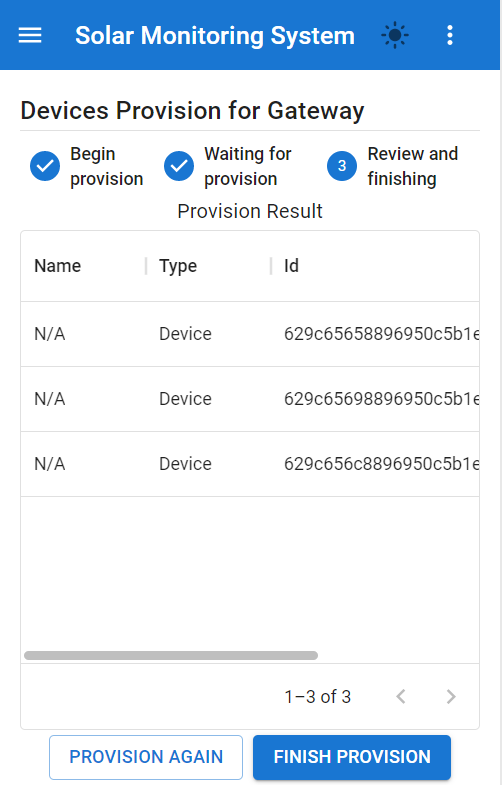 Solar Monitoring System
Devices Provision for Gateway
Begin provision
Waiting for provision
3
Review and finishing
Provision Result
Name Type Id
N/A Device 629c65658896950c5b1e
N/A Device 629c65698896950c5b1e
N/A Device 629c656c8896950c5b1e
1–3 of 3
PROVISION AGAIN FINISH PROVISION